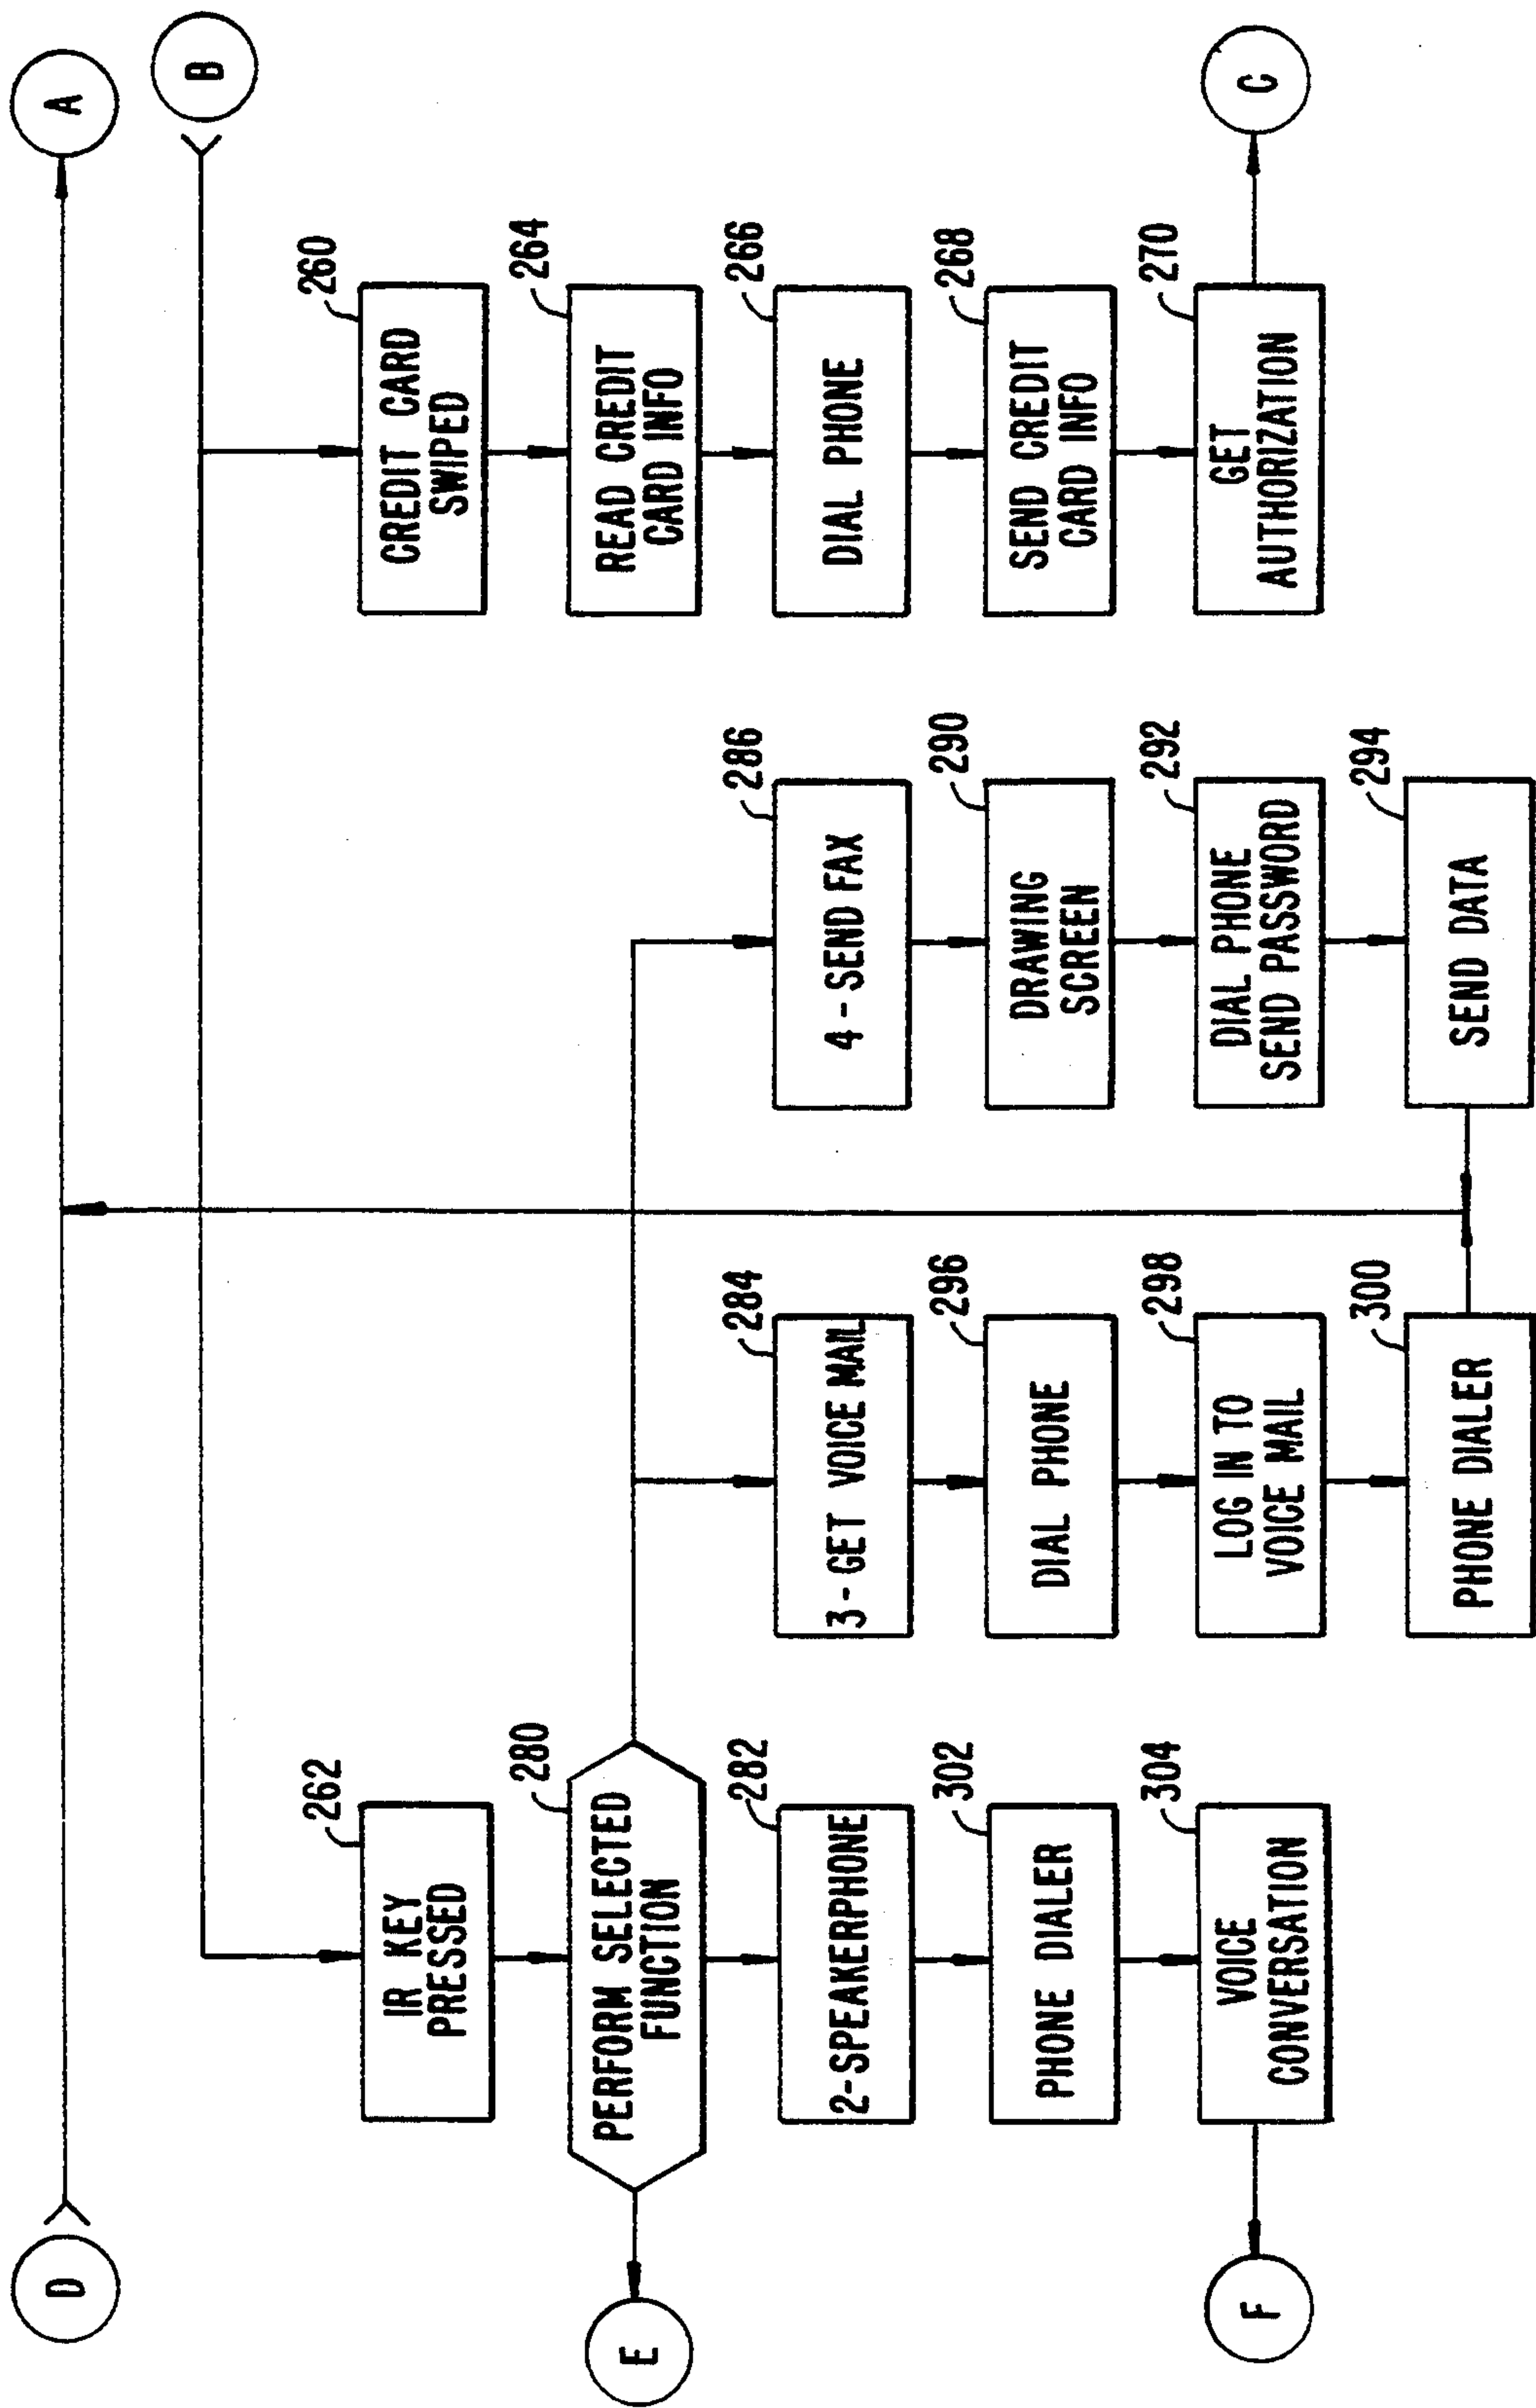 D
A
B
262
IR KEY
PRESSED
260
CREDIT CARD
SWIPED
280
PERFORM SELECTED
FUNCTION
264
READ CREDIT
CARD INFO
E
282
2-SPEAKERPHONE
284
3-GET VOICE MAIL
286
4-SEND FAX
266
DIAL PHONE
302
PHONE DIALER
296
DIAL PHONE
290
DRAWING
SCREEN
268
SEND CREDIT
CARD INFO
304
VOICE
CONVERSATION
298
LOG IN TO
VOICE MAIL
292
DIAL PHONE
SEND PASSWORD
270
GET
AUTHORIZATION
F
C
300
PHONE DIALER
294
SEND DATA